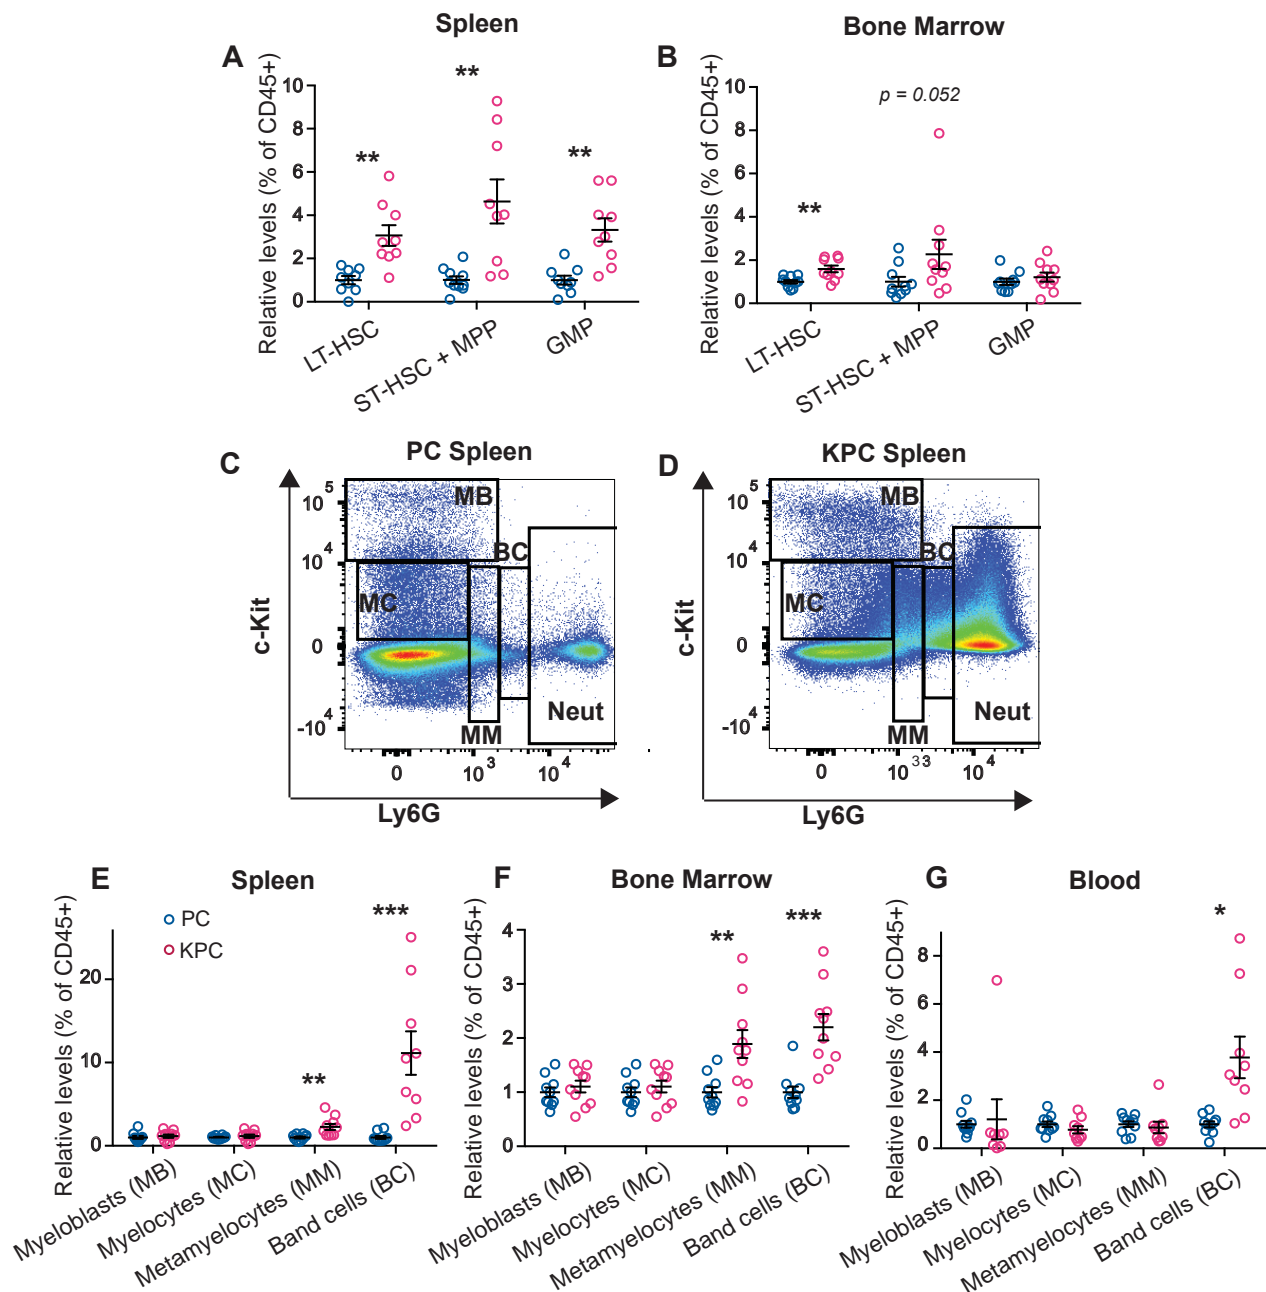 Spleen
Bone Marrow
A
B
Relative levels (% of CD45+)
10
8
6
4
2
0
**
**
**
LT-HSC
ST-HSC + MPP
GMP
Relative levels (% of CD45+)
10
8
6
4
2
0
**
p = 0.052
LT-HSC
ST-HSC + MPP
GMP
C
PC Spleen
c-Kit
10^5
10^4
0
-10^4
MB
BC
MC
MM
Neut
0
10^3
10^4
Ly6G
D
KPC Spleen
c-Kit
10^5
10^4
0
-10^4
MB
BC
MC
MM
Neut
0
10^33
10^4
Ly6G
E
Spleen
Relative levels (% of CD45+)
20
10
0
PC
KPC
**
***
Myeloblasts (MB)
Myelocytes (MC)
Metamyelocytes (MM)
Band cells (BC)
F
Bone Marrow
Relative levels (% of CD45+)
4
3
2
1
0
**
***
Myeloblasts (MB)
Myelocytes (MC)
Metamyelocytes (MM)
Band cells (BC)
G
Blood
Relative levels (% of CD45+)
8
6
4
2
0
*
Myeloblasts (MB)
Myelocytes (MC)
Metamyelocytes (MM)
Band cells (BC)